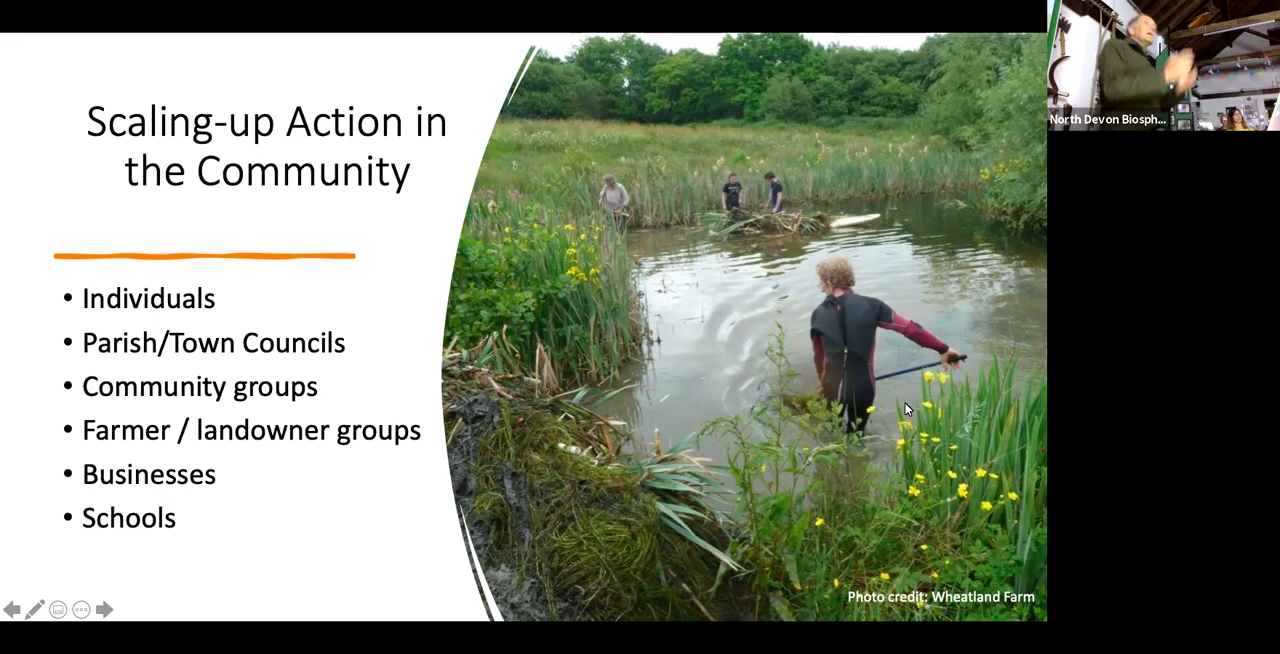 Scaling-up Action in
the Community
• Individuals
• Parish/Town Councils
• Community groups
• Farmer / landowner groups
• Businesses
• Schools
Photo credit: Wheatland Farm
North Devon Biosph...